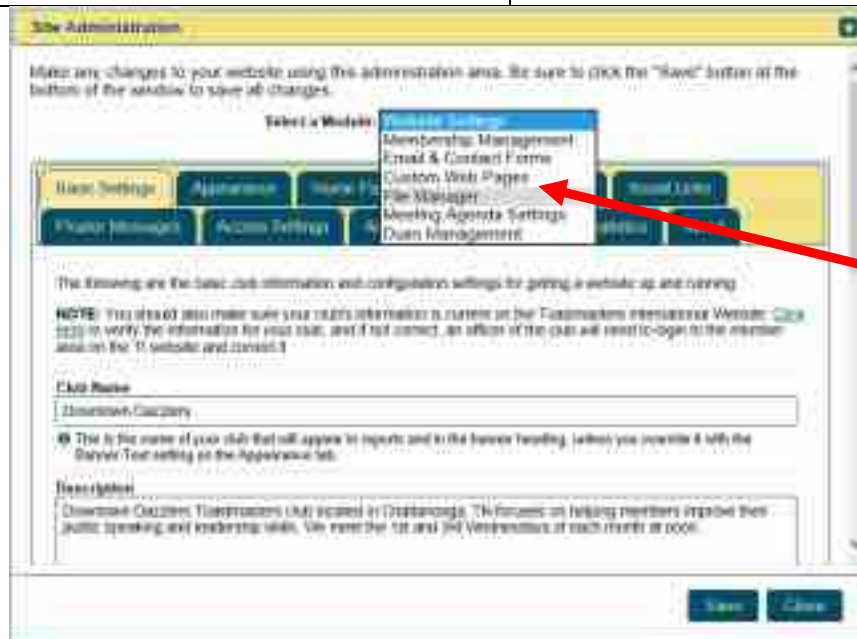 Site Administration
Make any changes to your website using this administration area. Be sure to click the "Save" button at the
bottom of the window to save all changes.
Select a Module: Website Settings
Membership Management
Email & Contact Forms
Custom Web Pages
File Manager
Meeting Agenda Settings
Dues Management
Basic Settings Appearance Home Social Links
Footer Messages Access Settings
The following are the basic club information and configuration settings for getting a website up and running.
NOTE: You should also make sure your club's information is current on the Toastmasters International Website. Click
here to verify the information for your club, and if not correct, an officer of the club will need to login to the member
area on the TI website and correct it
Club Name
Downtown Dazzlers
This is the name of your club that will appear in reports and in the banner heading, unless you override it with the
Banner Text setting on the Appearance tab.
Description
Downtown Dazzlers Toastmasters club located in Chattanooga, TN focuses on helping members improve their
public speaking and leadership skills. We meet the 1st and 3rd Wednesdays of each month at noon.
Save Close